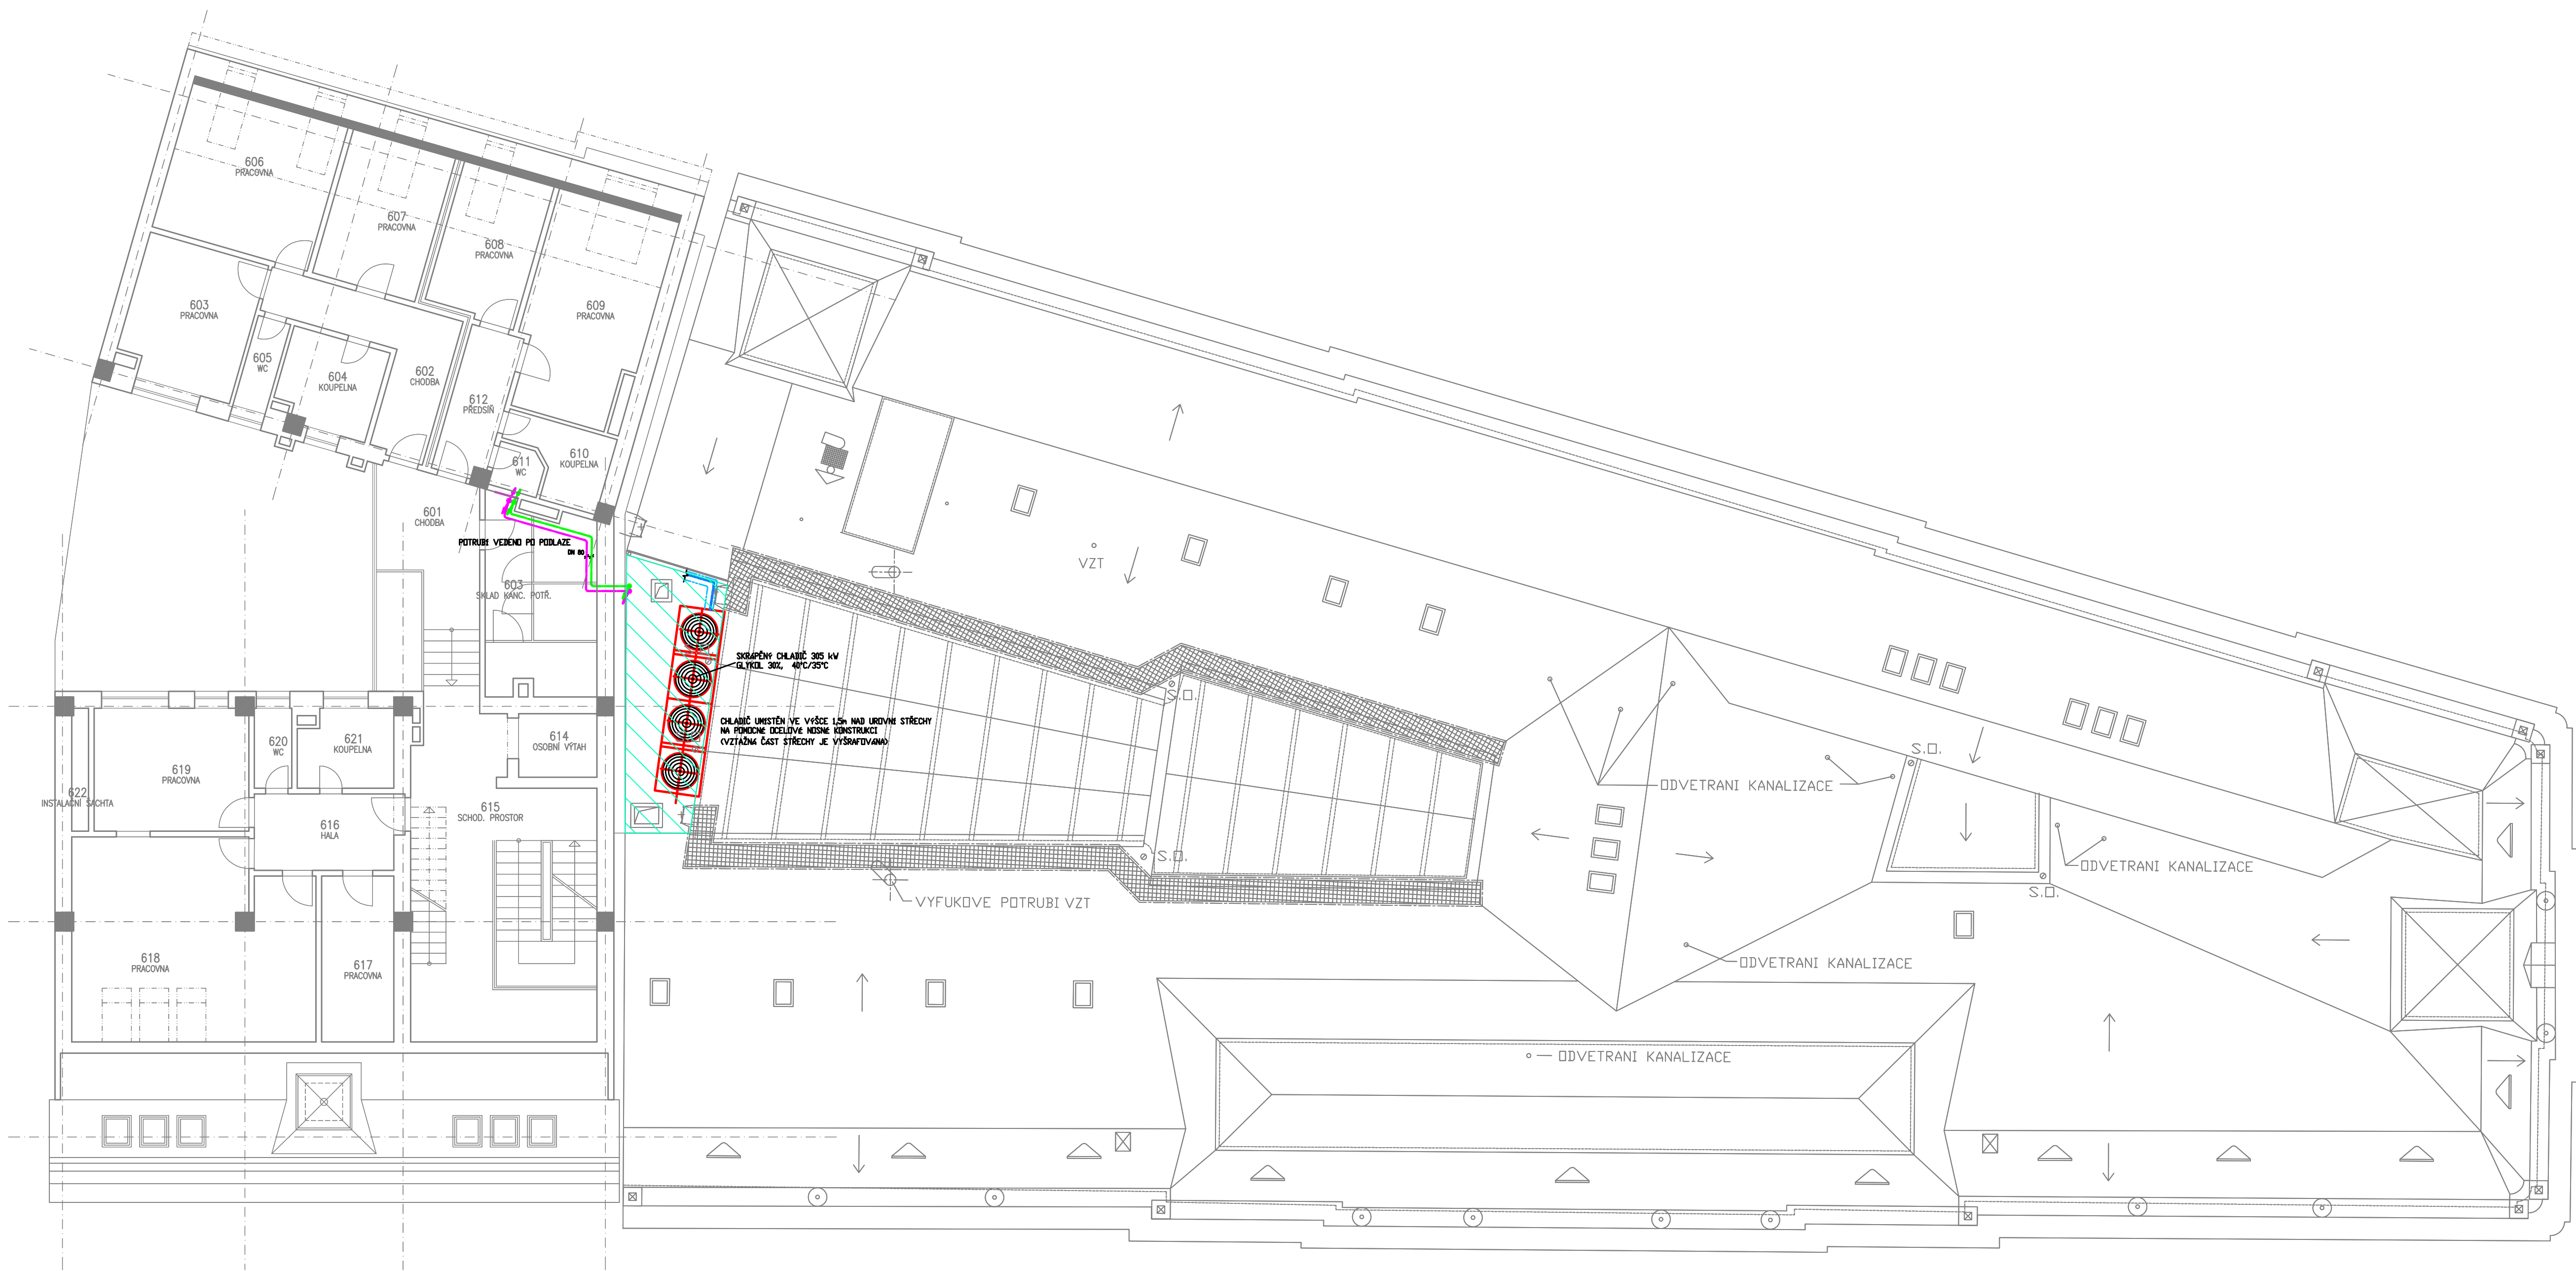 606
PRACOVNA
607
PRACOVNA
608
PRACOVNA
609
PRACOVNA
603
PRACOVNA
605
WC
604
KOUPELNA
602
CHODBA
612
PŘEDSÍŇ
611
WC
610
KOUPELNA
601
CHODBA
POTRUBÍ VEDENO PO PODLAZE
DN 80
603
SKLAD KANC. POTŘ.
VZT
SKRÁPĚNÝ CHLADIČ 305 kW
GLYKOL 30%, 40°C/35°C
S.O.
CHLADIČ UMÍSTĚN VE VÝŠCE 1,5m NAD ÚROVNÍ STŘECHY
NA POMOCNÉ OCELOVÉ NOSNÉ KONSTRUKCI
(VZTAŽNÁ ČÁST STŘECHY JE VYŠRAFOVÁNA)
614
OSOBNÍ VÝTAH
620
WC
621
KOUPELNA
619
PRACOVNA
622
INSTALAČNÍ ŠACHTA
616
HALA
615
SCHOD. PROSTOR
S.O.
ODVETRANI KANALIZACE
S.O.
ODVETRANI KANALIZACE
S.O.
VYFUKOVE POTRUBI VZT
618
PRACOVNA
617
PRACOVNA
ODVETRANI KANALIZACE
ODVETRANI KANALIZACE